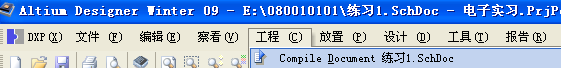 Altium Designer Winter 09 - E:\080010101\练习1.SchDoc - 电子实习.PrjP
DXP (X) 文件 (F) 编辑 (E) 察看 (V) 工程 (C) 放置 (P) 设计 (D) 工具 (T) 报告 (R)
Compile Document 练习1.SchDoc